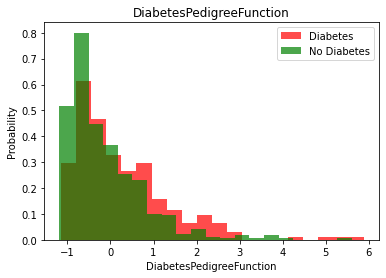 DiabetesPedigreeFunction
Diabetes
No Diabetes
Probability
0.8
0.7
0.6
0.5
0.4
0.3
0.2
0.1
0.0
−1 0 1 2 3 4 5 6
DiabetesPedigreeFunction